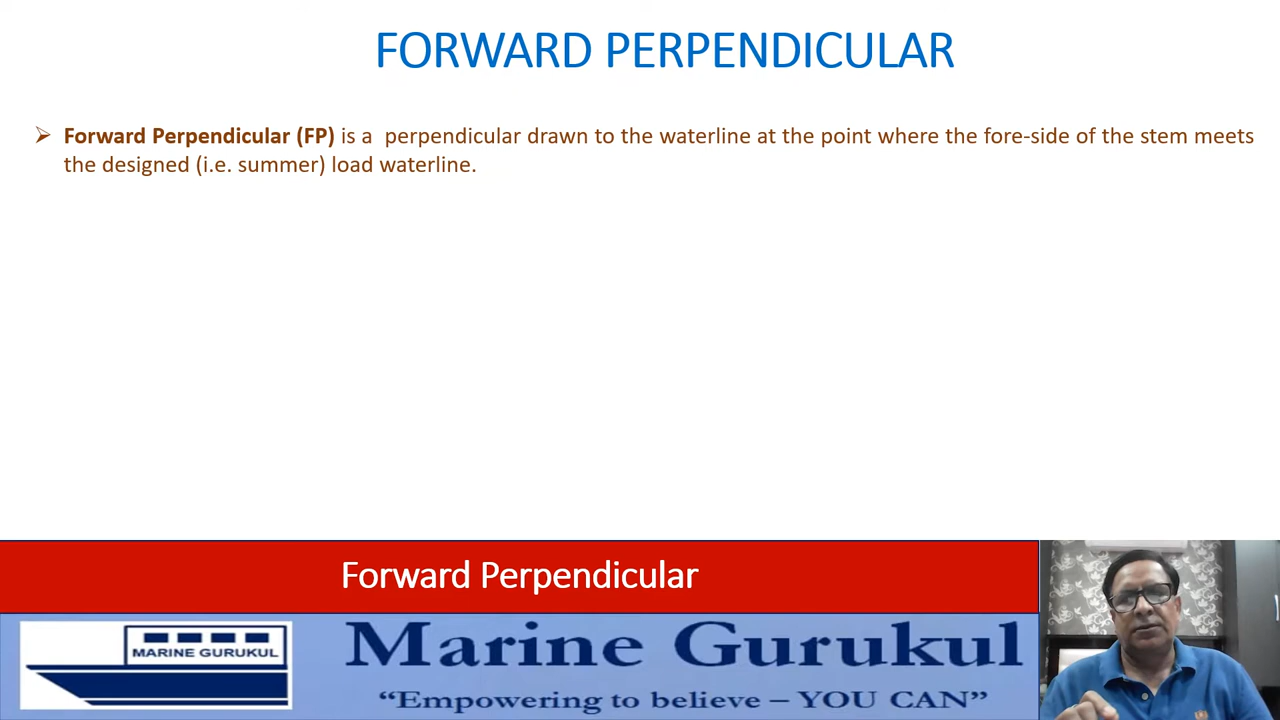 FORWARD PERPENDICULAR
Forward Perpendicular (FP) is a perpendicular drawn to the waterline at the point where the fore-side of the stem meets
the designed (i.e. summer) load waterline.
Forward Perpendicular
MARINE GURUKUL
Marine Gurukul
“Empowering to believe – YOU CAN”